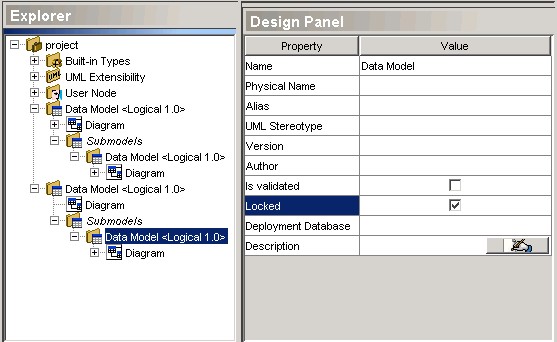 Explorer
project
Built-in Types
UML Extensibility
User Node
Data Model <Logical 1.0>
Diagram
Submodels
Data Model <Logical 1.0>
Diagram
Data Model <Logical 1.0>
Diagram
Submodels
Data Model <Logical 1.0>
Diagram
Design Panel
Property Value
Name Data Model
Physical Name
Alias
UML Stereotype
Version
Author
Is validated
Locked
Deployment Database
Description